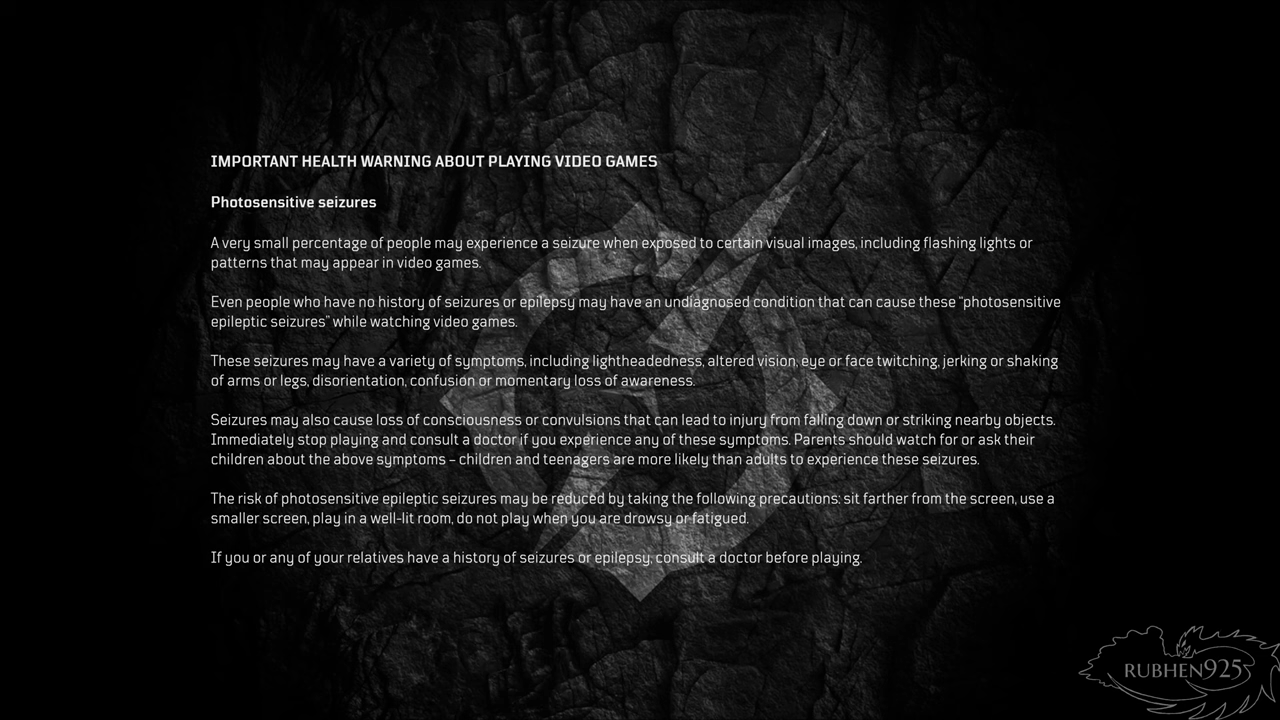 IMPORTANT HEALTH WARNING ABOUT PLAYING VIDEO GAMES
Photosensitive seizures
A very small percentage of people may experience a seizure when exposed to certain visual images, including flashing lights or
patterns that may appear in video games.
Even people who have no history of seizures or epilepsy may have an undiagnosed condition that can cause these “photosensitive
epileptic seizures” while watching video games.
These seizures may have a variety of symptoms, including lightheadedness, altered vision, eye or face twitching, jerking or shaking
of arms or legs, disorientation, confusion or momentary loss of awareness.
Seizures may also cause loss of consciousness or convulsions that can lead to injury from falling down or striking nearby objects.
Immediately stop playing and consult a doctor if you experience any of these symptoms. Parents should watch for or ask their
children about the above symptoms – children and teenagers are more likely than adults to experience these seizures.
The risk of photosensitive epileptic seizures may be reduced by taking the following precautions: sit farther from the screen, use a
smaller screen, play in a well-lit room, do not play when you are drowsy or fatigued.
If you or any of your relatives have a history of seizures or epilepsy, consult a doctor before playing.
RUBHEN925